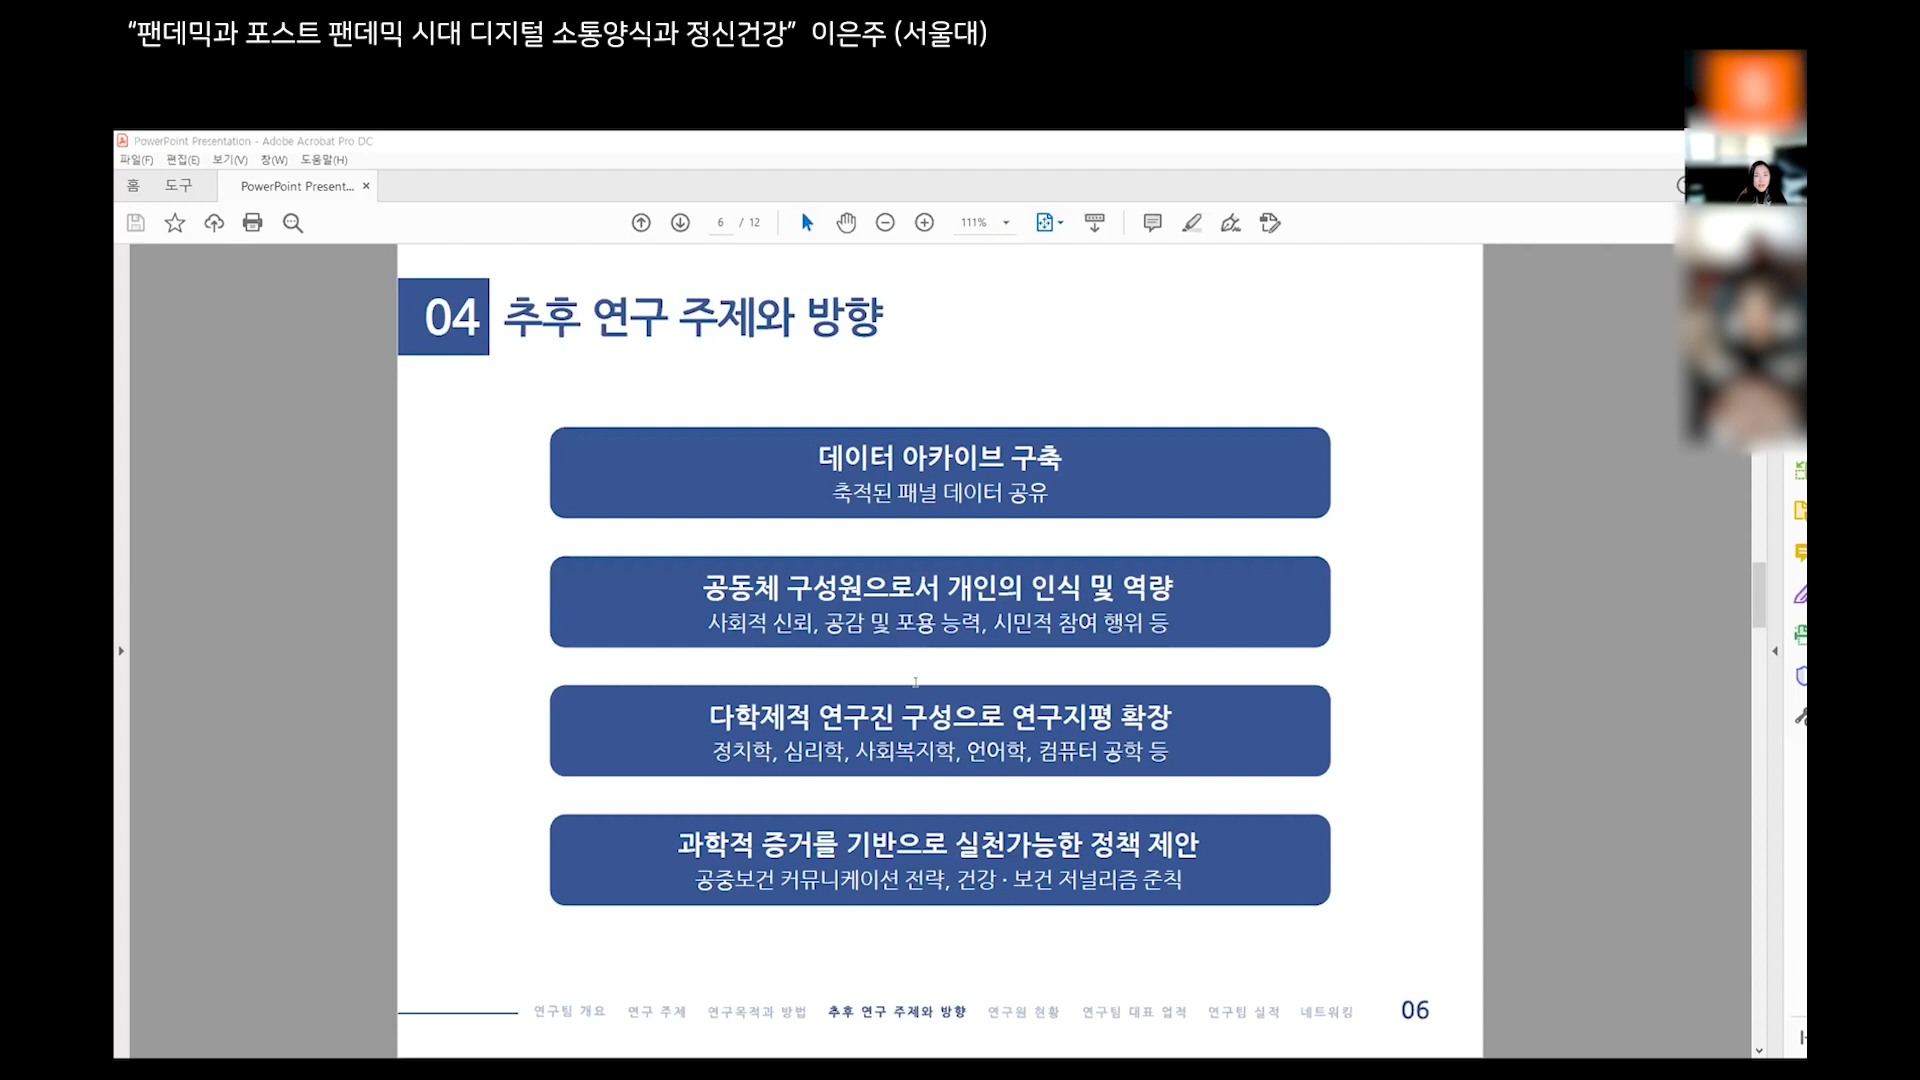 “팬데믹과 포스트 팬데믹 시대 디지털 소통양식과 정신건강” 이은주 (서울대)
PowerPoint Presentation - Adobe Acrobat Pro DC
파일(F) 편집(E) 보기(V) 창(W) 도움말(H)
홈 도구 PowerPoint Present... ×
6 / 12 111%
04 추후 연구 주제와 방향
데이터 아카이브 구축
축적된 패널 데이터 공유
공동체 구성원으로서 개인의 인식 및 역량
사회적 신뢰, 공감 및 포용 능력, 시민적 참여 행위 등
다학제적 연구진 구성으로 연구지평 확장
정치학, 심리학, 사회복지학, 언어학, 컴퓨터 공학 등
과학적 증거를 기반으로 실천가능한 정책 제안
공중보건 커뮤니케이션 전략, 건강 · 보건 저널리즘 준칙
연구팀 개요 연구 주제 연구목적과 방법 추후 연구 주제와 방향 연구원 현황 연구팀 대표 업적 연구팀 실적 네트워킹 06